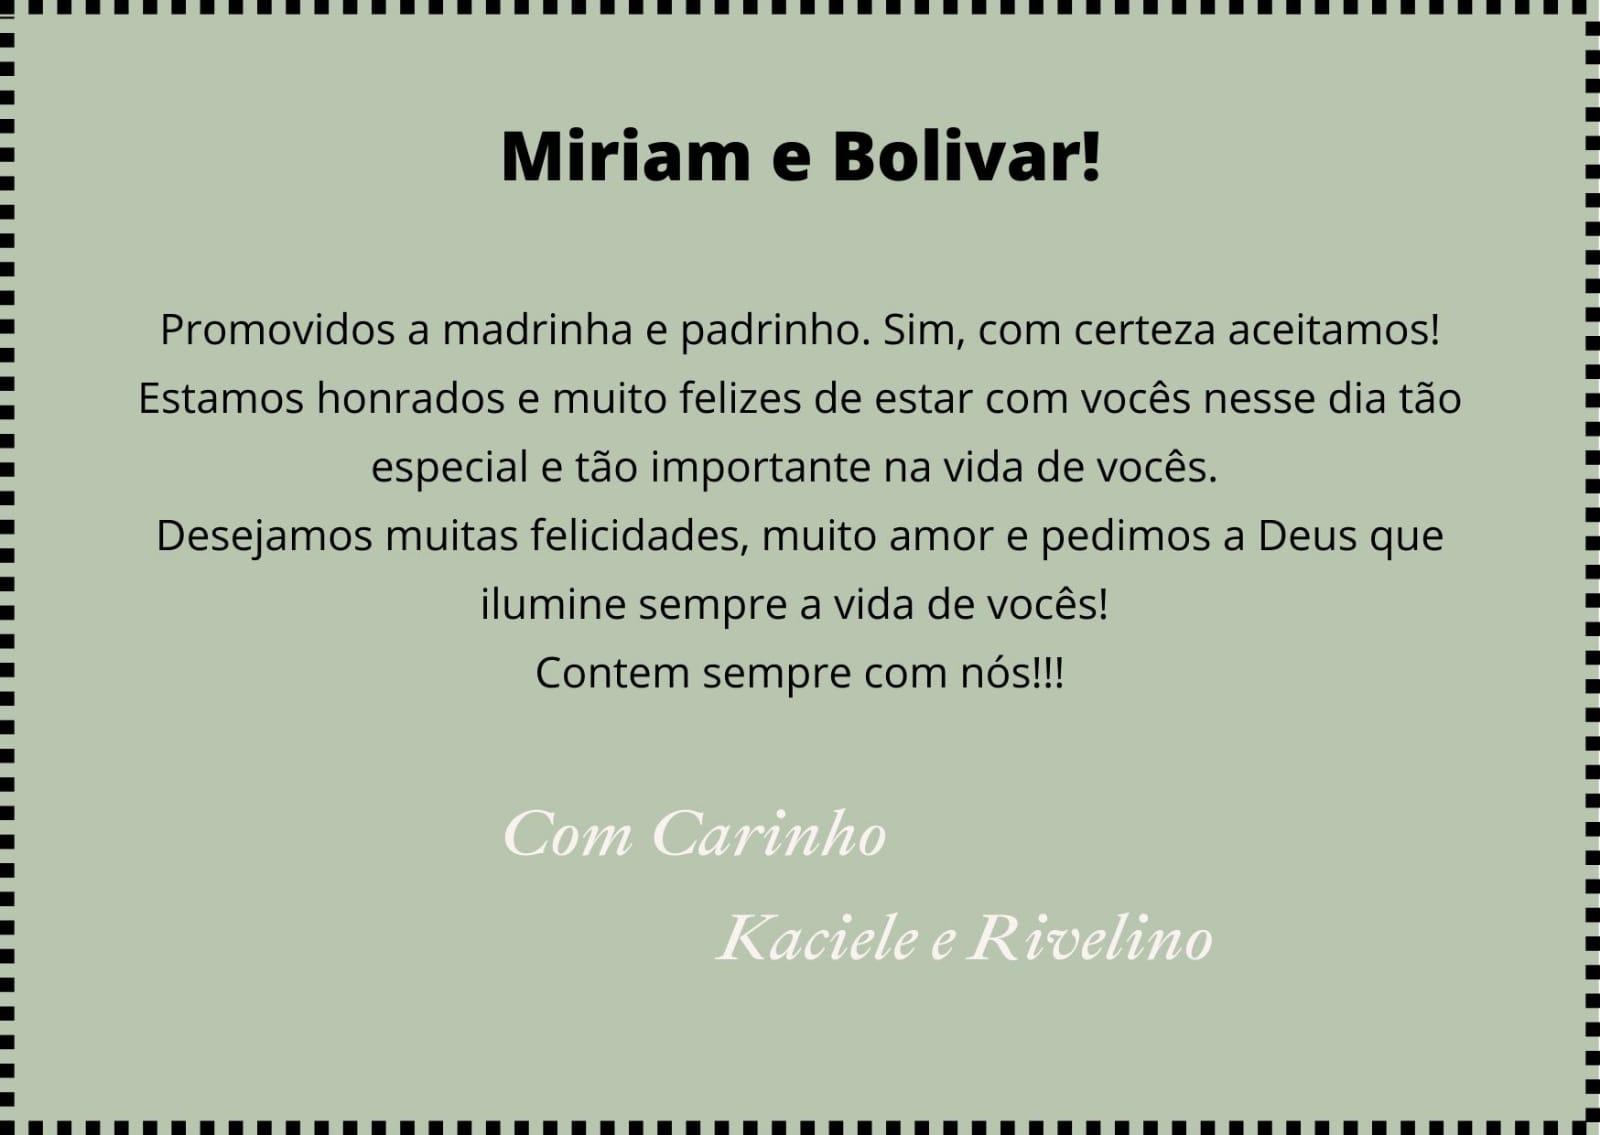 Miriam e Bolivar!
Promovidos a madrinha e padrinho. Sim, com certeza aceitamos!
Estamos honrados e muito felizes de estar com vocês nesse dia tão
especial e tão importante na vida de vocês.
Desejamos muitas felicidades, muito amor e pedimos a Deus que
ilumine sempre a vida de vocês!
Contem sempre com nós!!!
Com Carinho
Kaciele e Rivelino